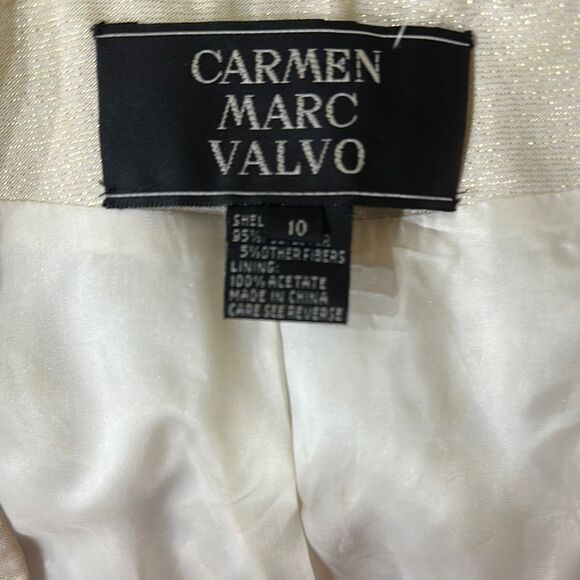 CARMEN
MARC
VALVO
10
SHEL
95%
5% OTHER FIBERS
LINING:
100% ACETATE
MADE IN CHINA
CARE SEE REVERSE